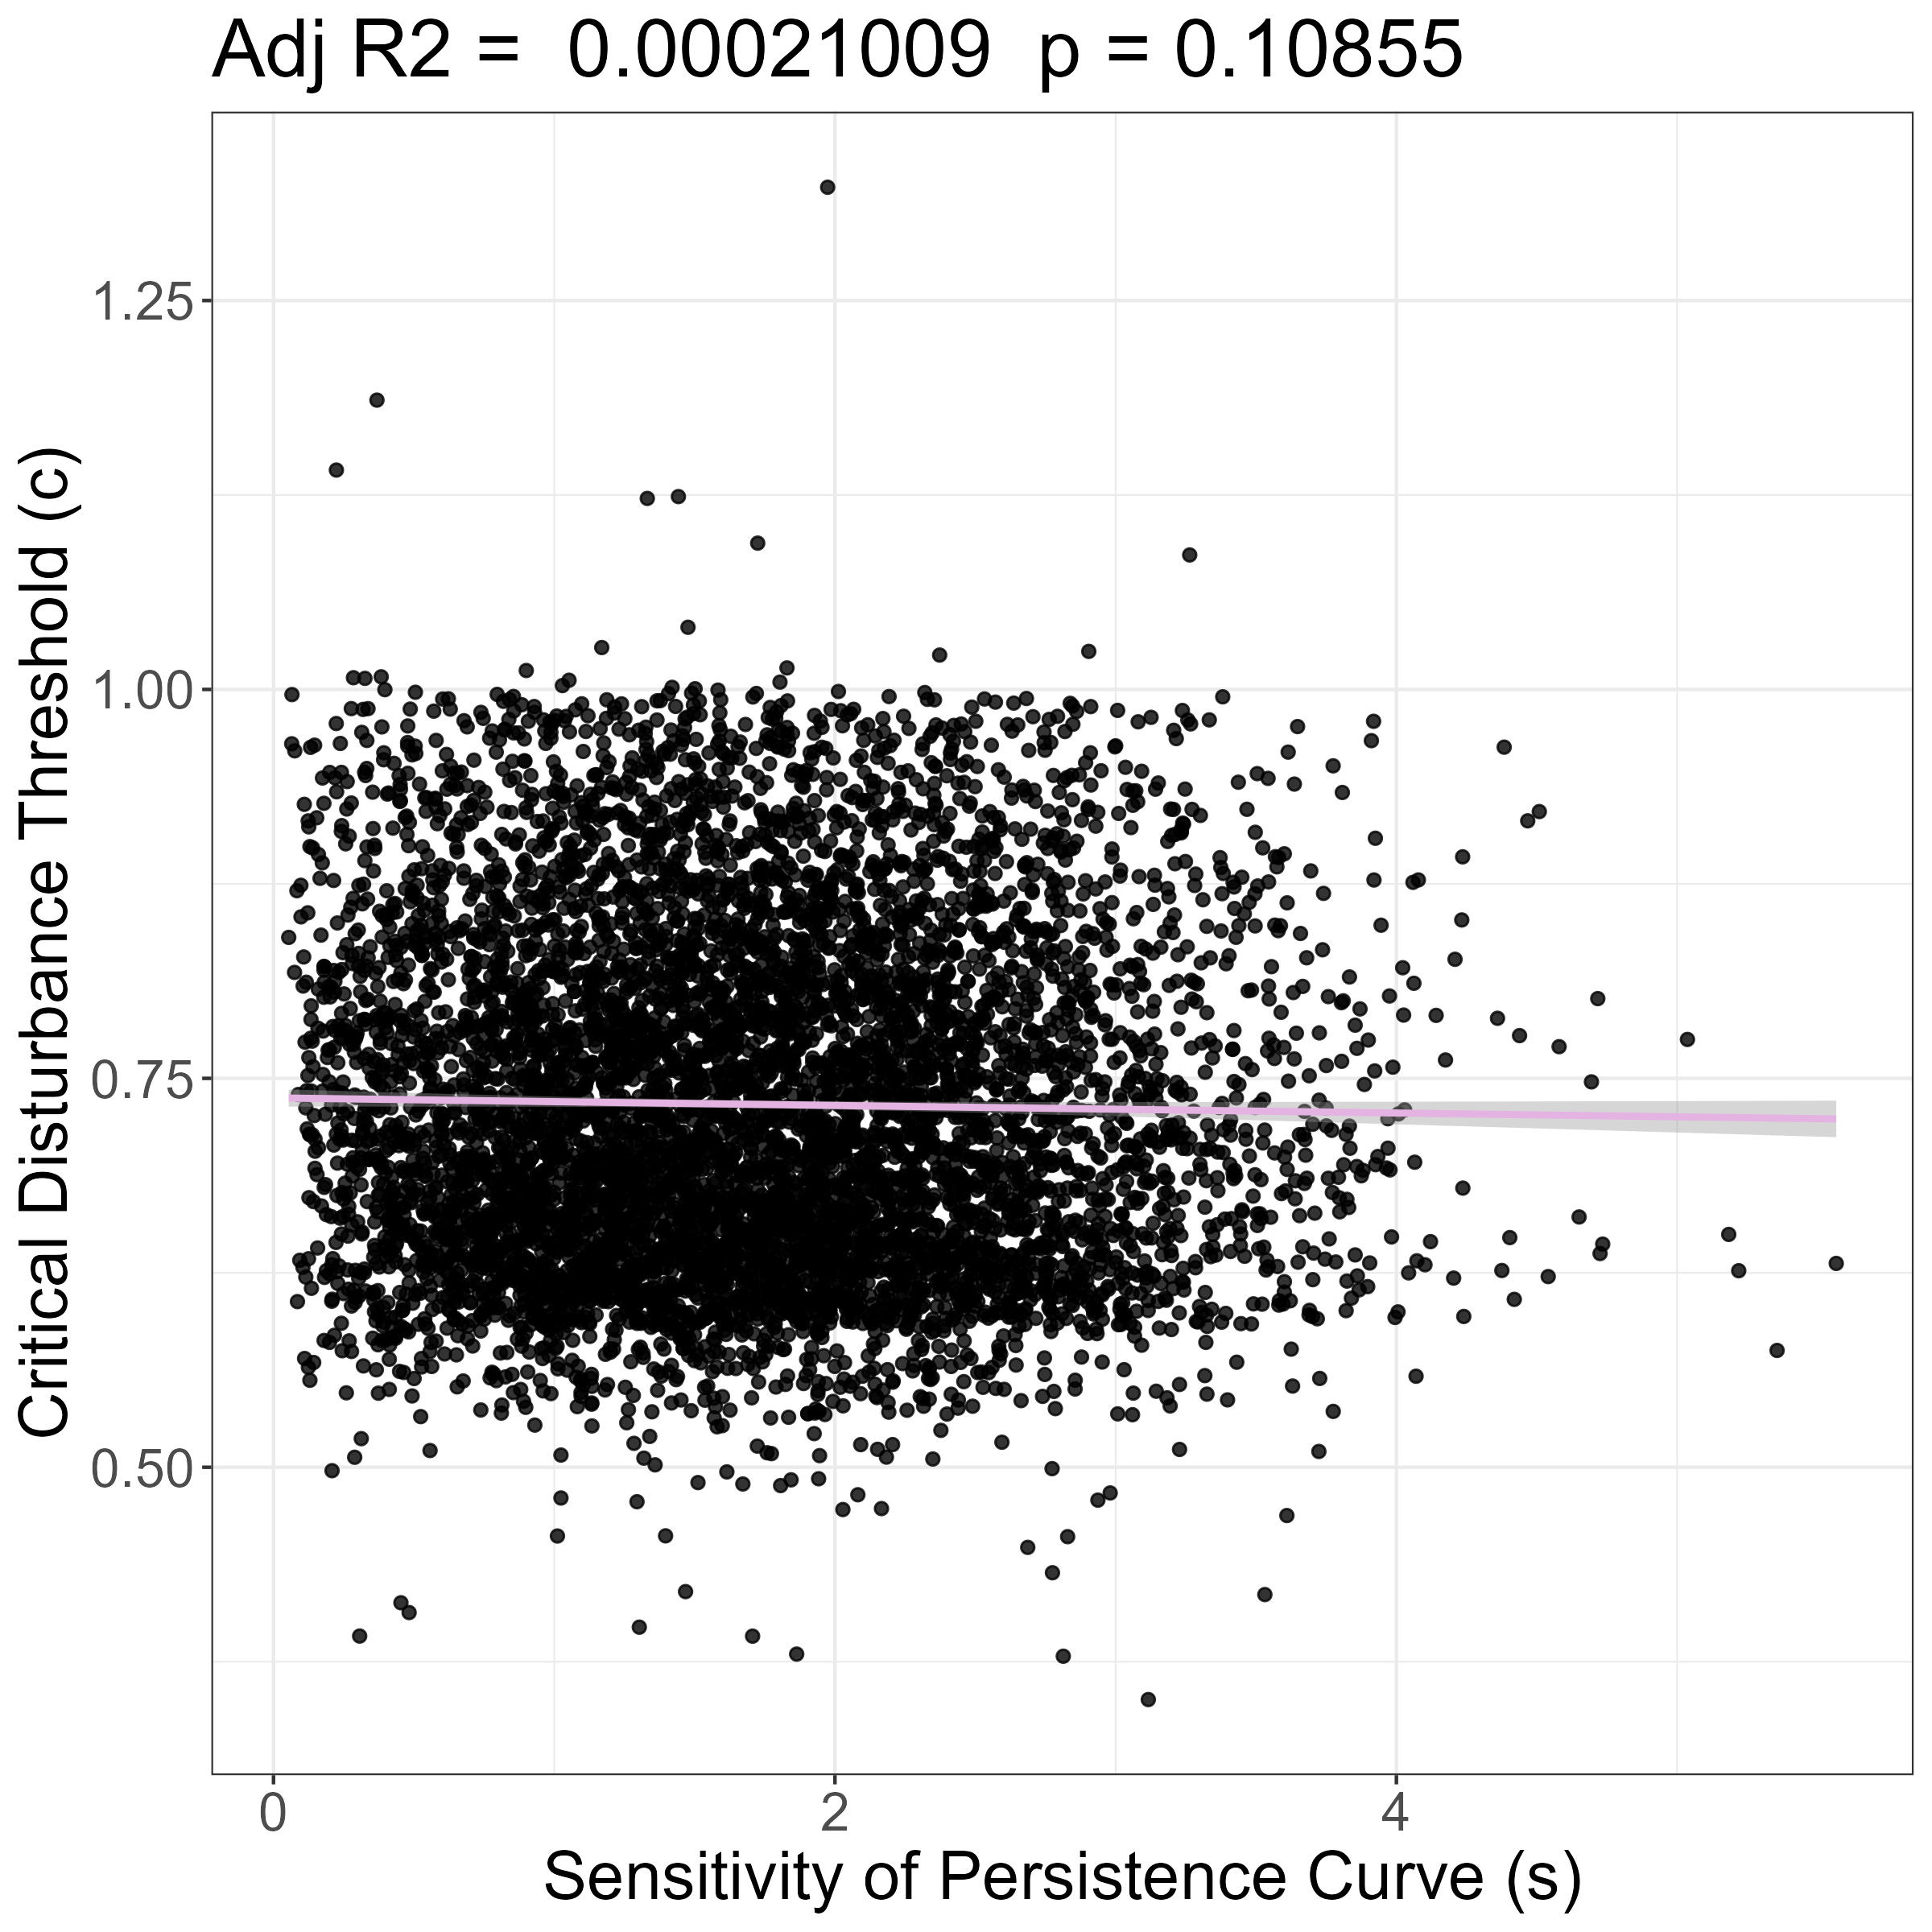 Adj R2 =  0.00021009  p = 0.10855
Critical Disturbance Threshold (c)
1.25
1.00
0.75
0.50
0
2
4
Sensitivity of Persistence Curve (s)